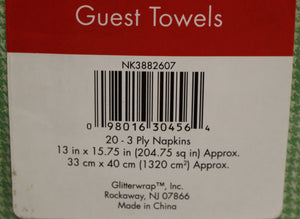 Guest Towels
NK3882607
0 98016 30456 4
20 - 3 Ply Napkins
13 in x 15.75 in (204.75 sq in) Approx.
33 cm x 40 cm (1320 cm²) Approx.
Glitterwrap™, Inc.
Rockaway, NJ 07866
Made in China